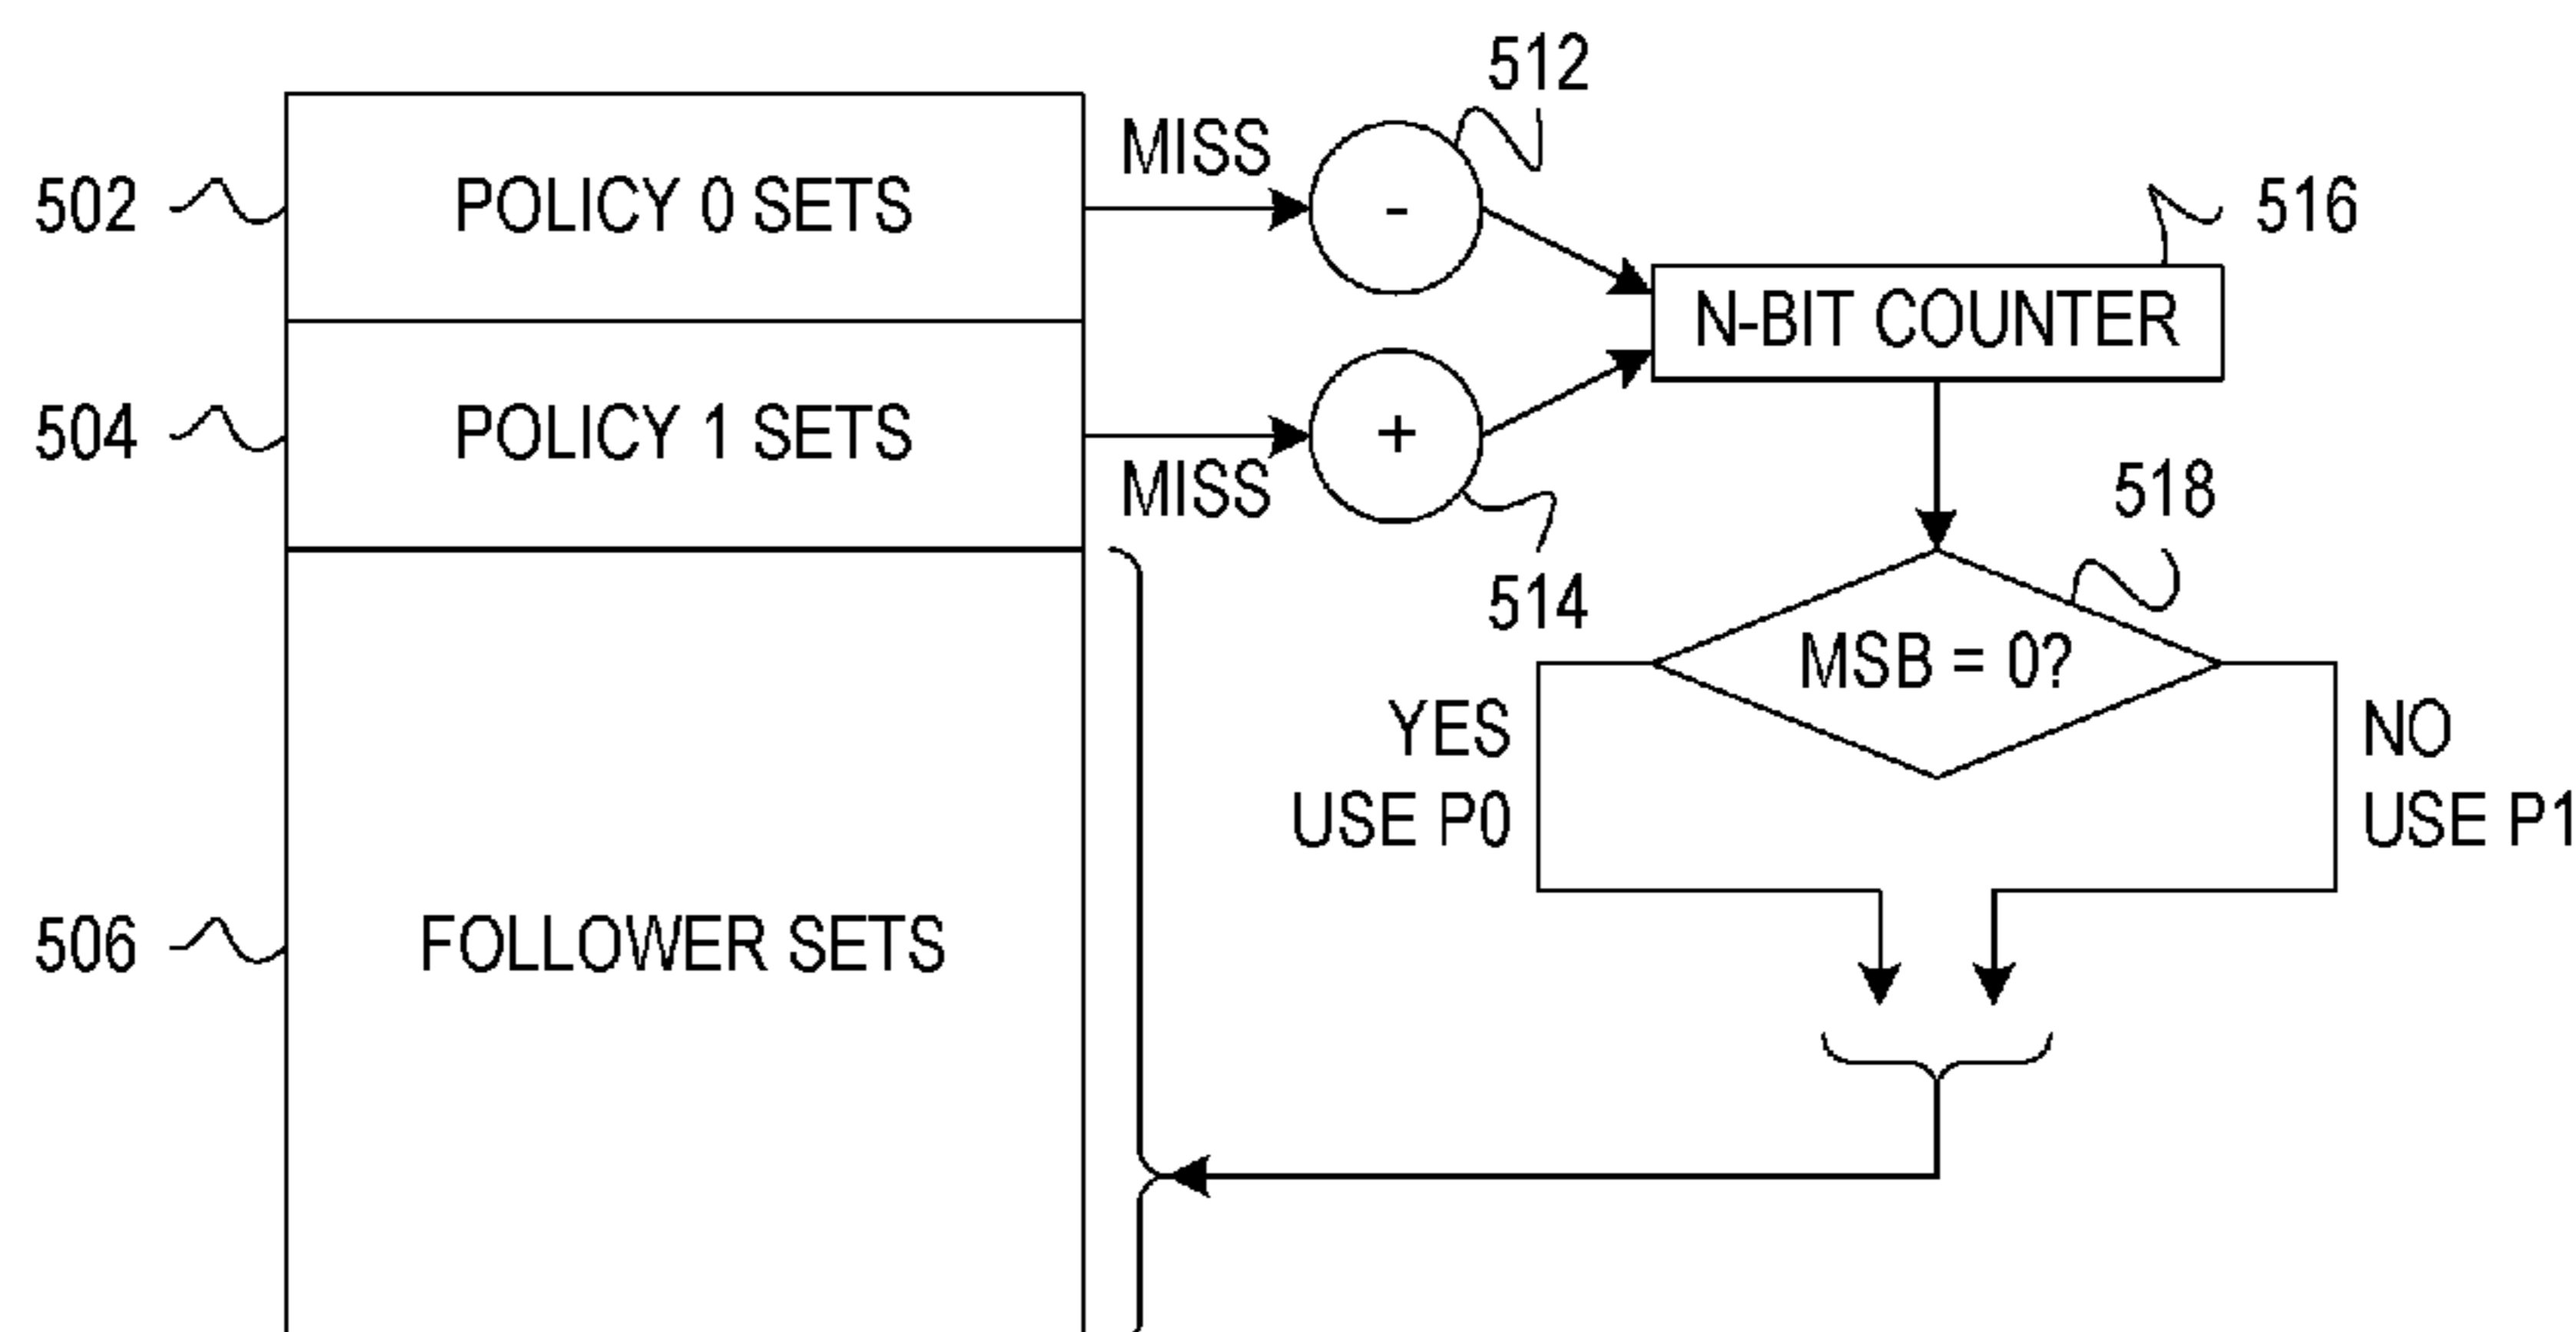 512
MISS
502
POLICY 0 SETS
-
516
N-BIT COUNTER
504
POLICY 1 SETS
+
MISS
518
514
MSB = 0?
YES
USE P0
NO
USE P1
506
FOLLOWER SETS